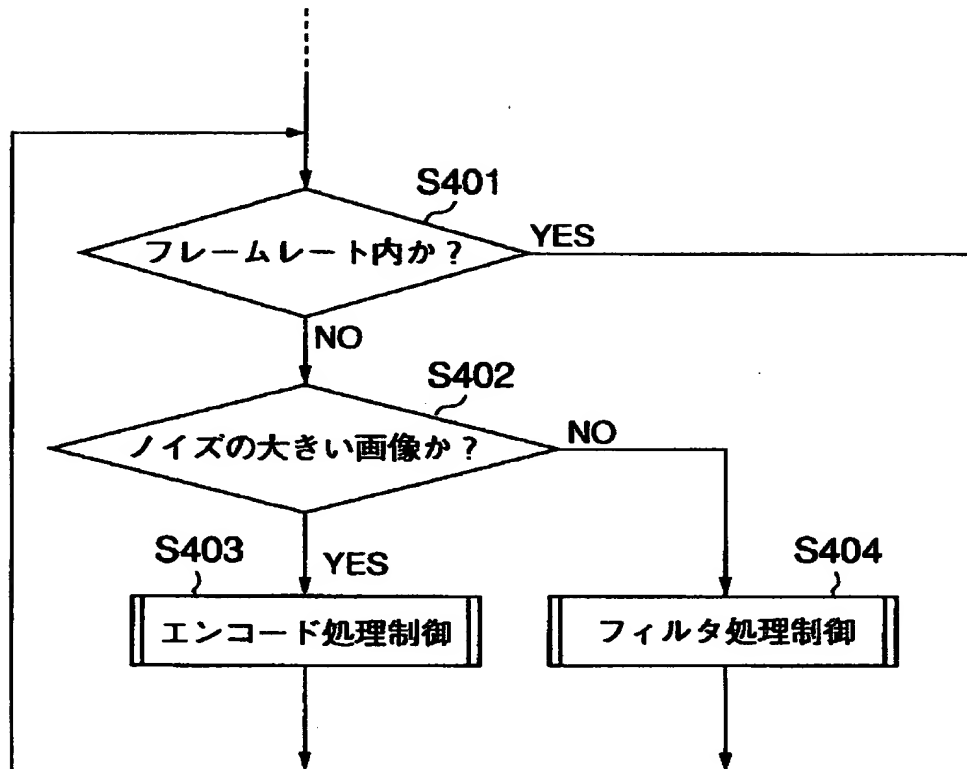 S401
フレームレート内か？
YES
NO
S402
ノイズの大きい画像か？
NO
S403
YES
S404
エンコード処理制御
フィルタ処理制御